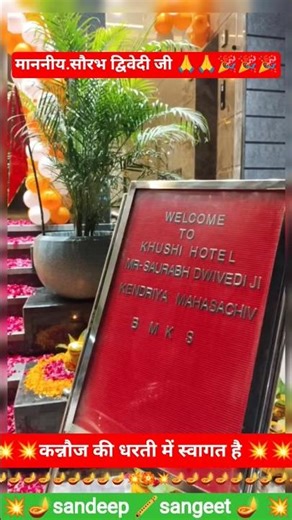 माननीय.सौरभ द्विवेदी जी 🙏🙏🎉🎉🎉
WELCOME
TO
KHUSHI HOTEL
MR-SAURABH DWIVEDI JI
KENDRIYA MAHASACHIV
B M K S
💥💥कन्नौज की धरती में स्वागत है 💥💥
sandeep 🪈 sangeet